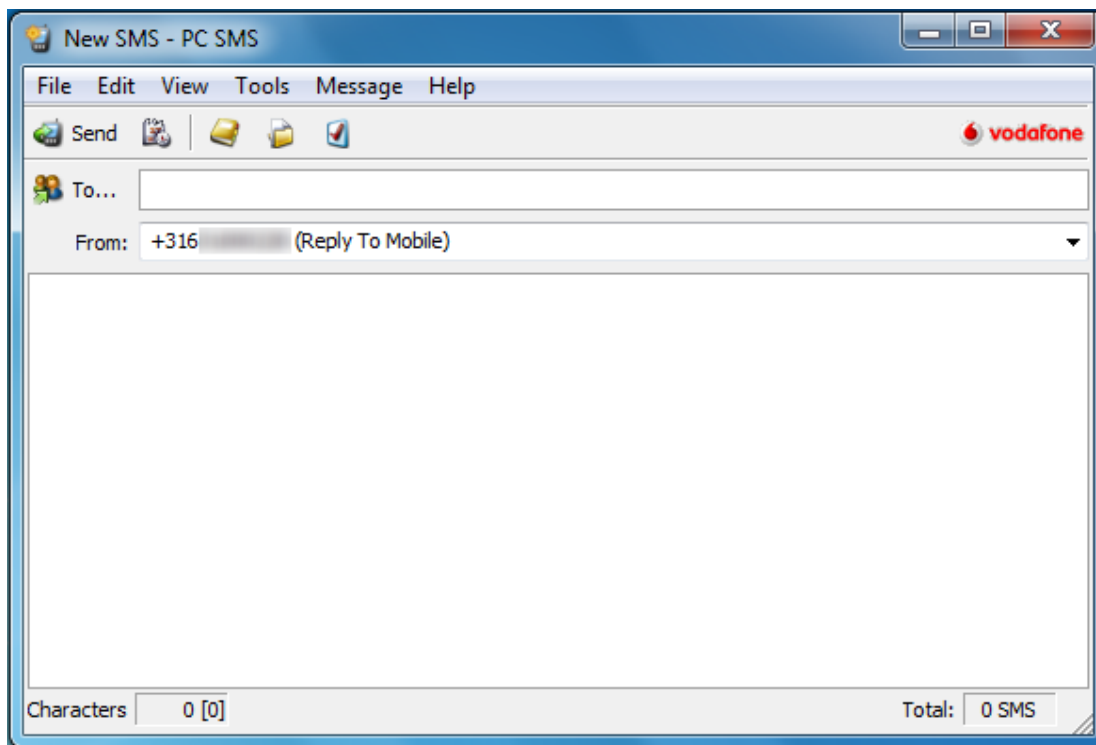 New SMS - PC SMS
File Edit View Tools Message Help
Send vodafone
To...
From: +316 (Reply To Mobile)
Characters 0 [0] Total: 0 SMS